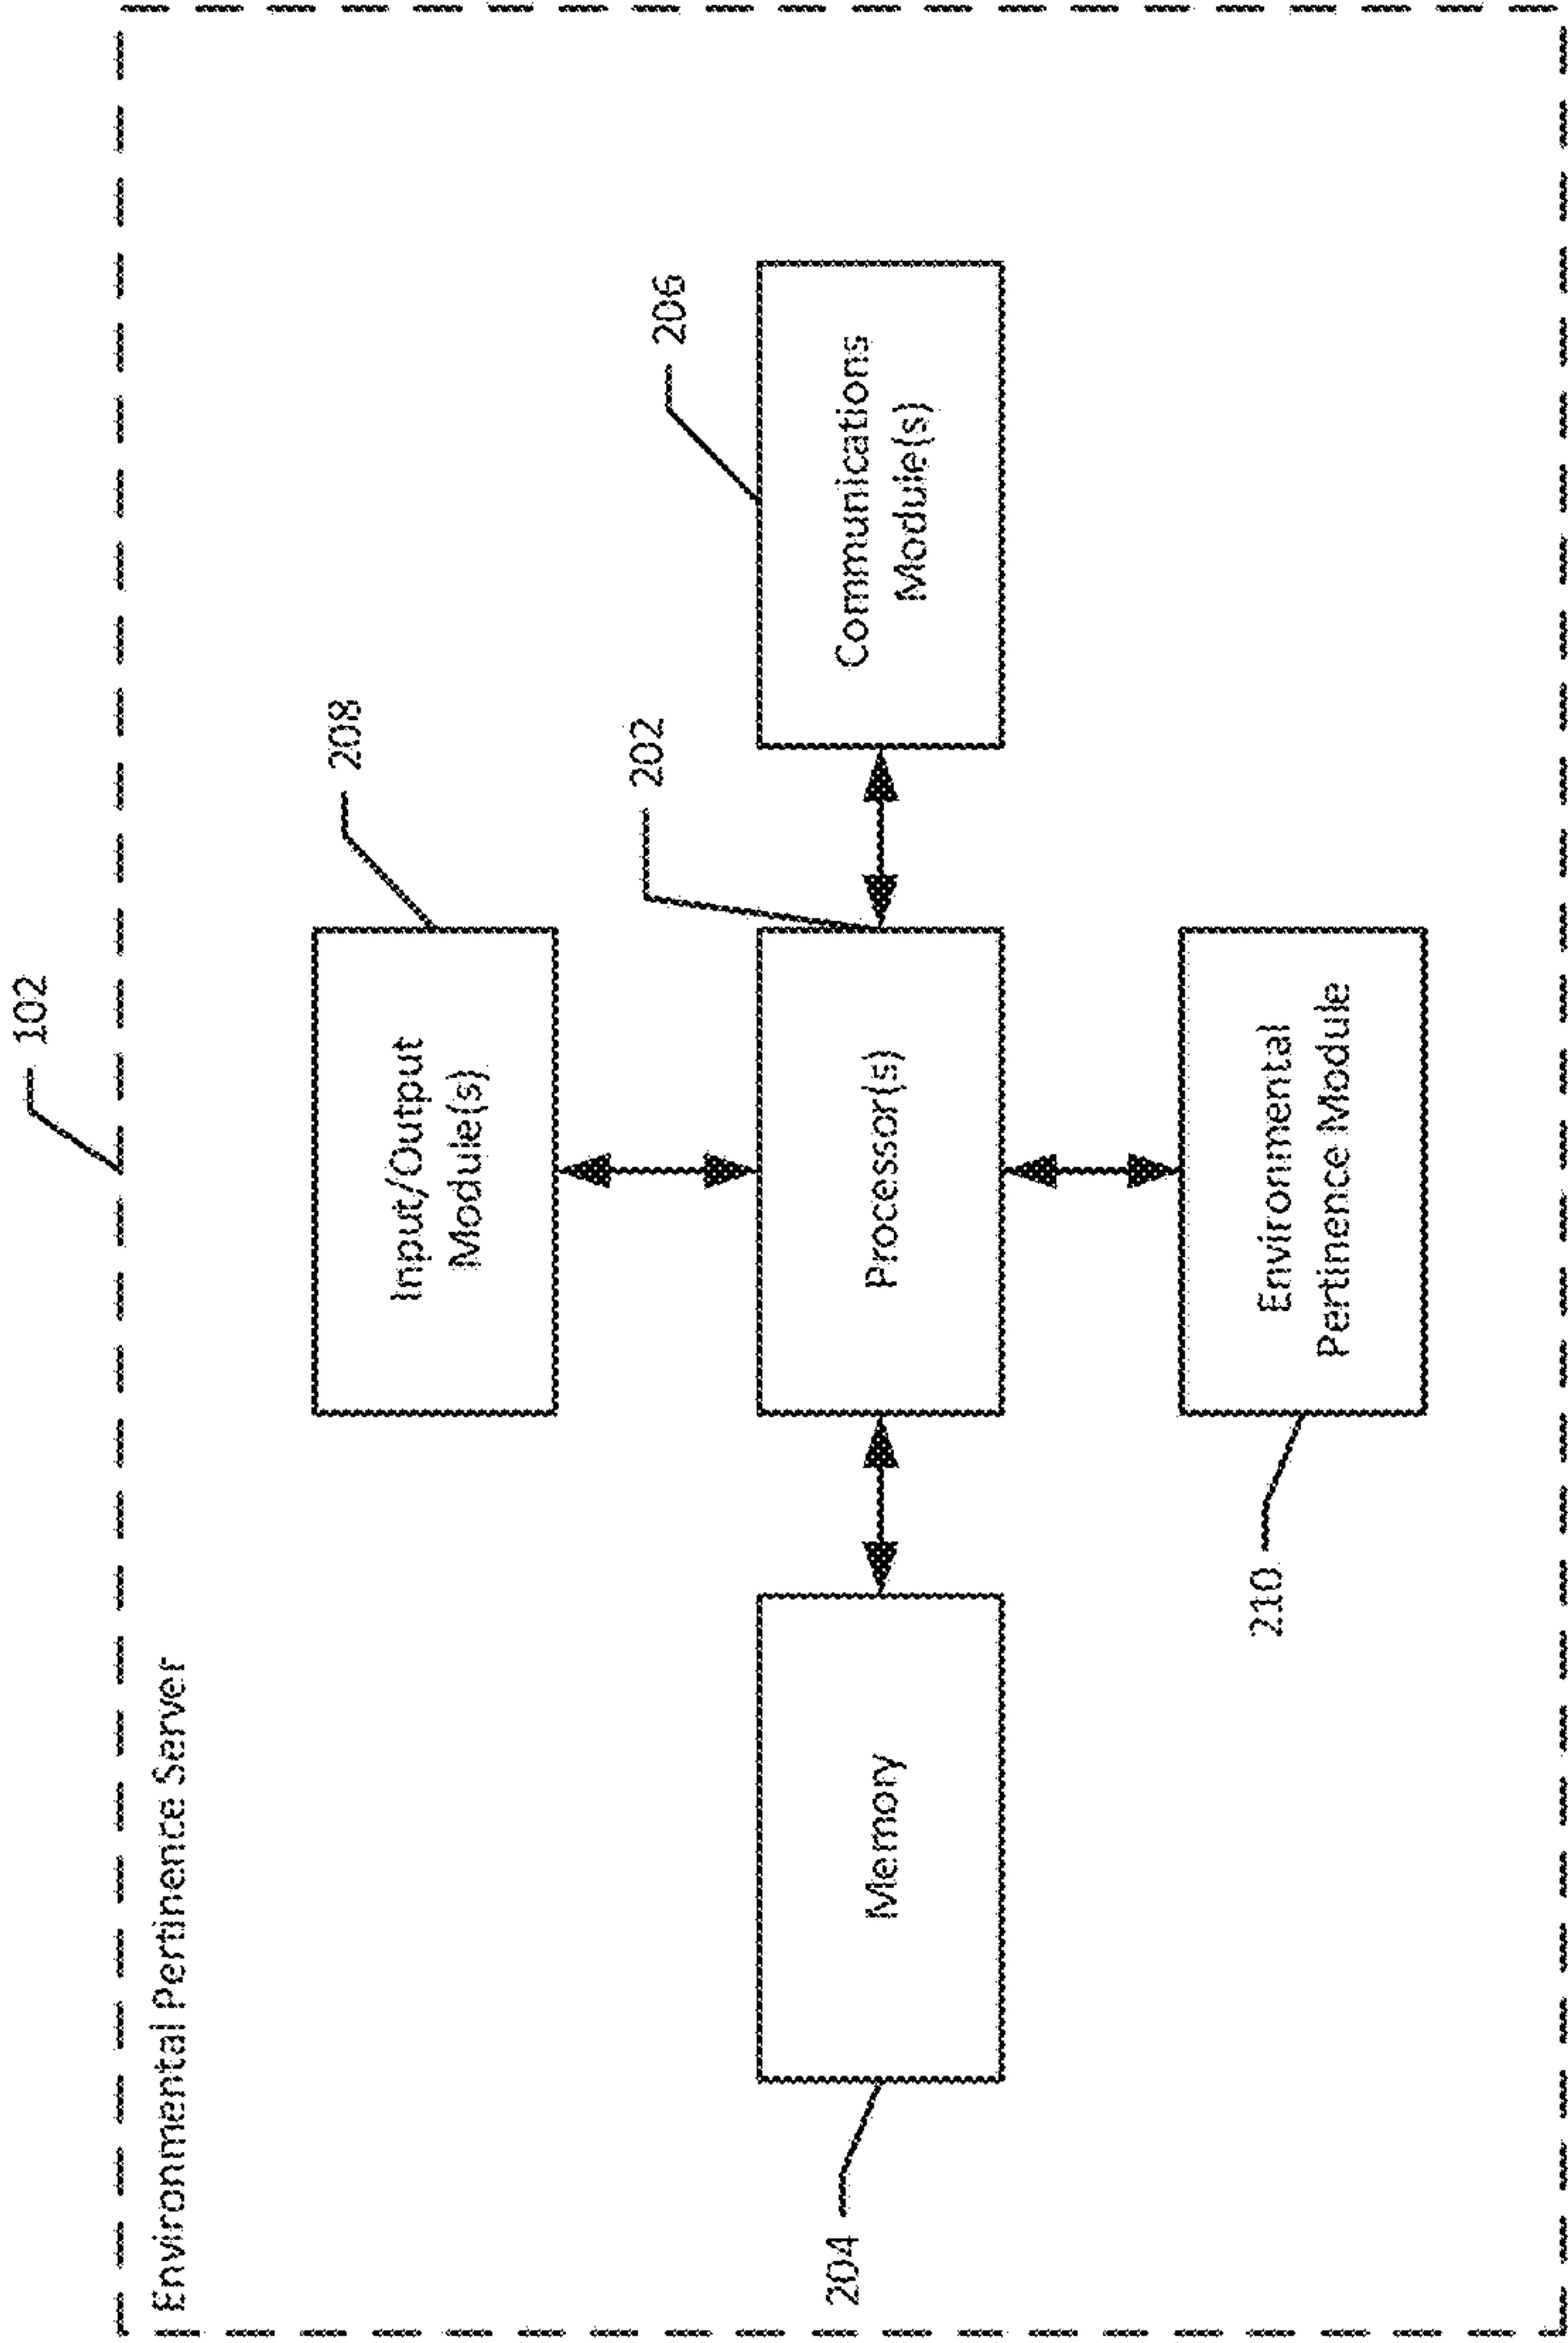 102
Environmental Pertinence Server
208
Input/Output
Module(s)
202
206
Memory
Processor(s)
Communications
Module(s)
204
210
Environmental
Pertinence Module